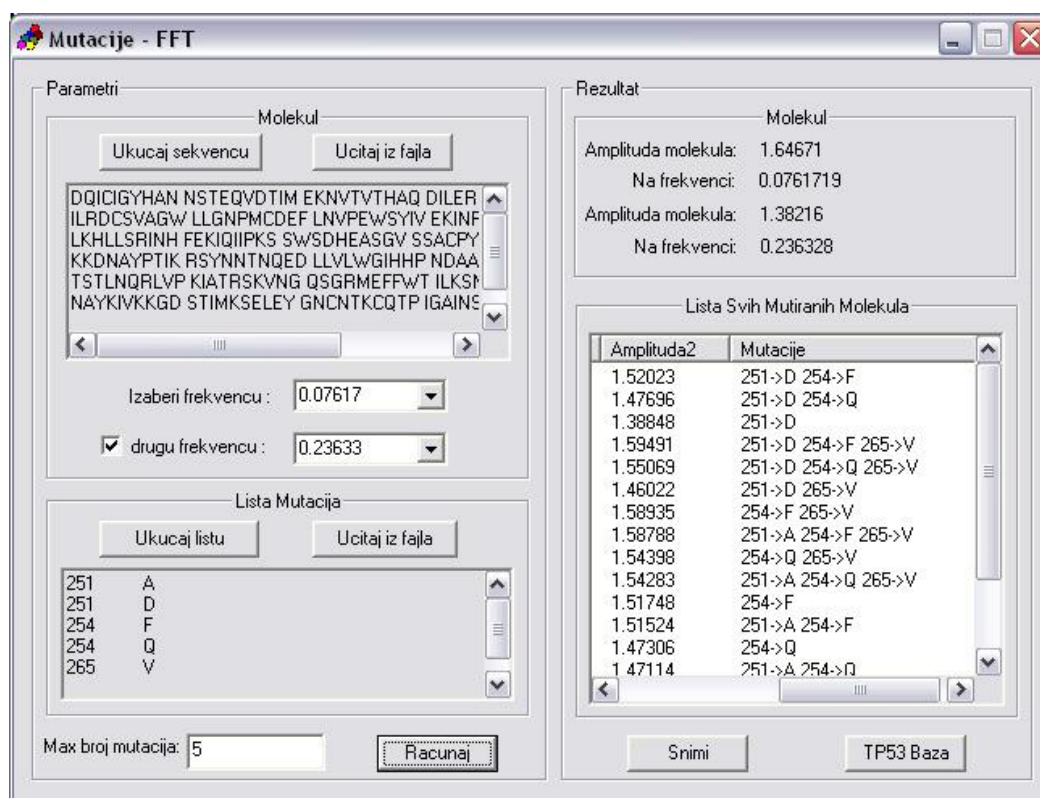 Mutacije - FFT
Parametri
Molekul
Ukucaj sekvencu
Ucitaj iz fajla
DQICIGYHAN NNSTEQVDTIM EKNVTVTHAQ DILER
ILRDCSVAGW LLGNPMCDEF LNVPEWSYIV EKINF
LKHLLSRINH FEKIQIIPKS SWSDHEASGV SSACPY
KKDNAYPTIK RSYNNTNQED LLVLWGIHHP NDAA
TSTLNQRLVP KIATRSKVNG QSGRMEFFWT ILKSN
NAYKIVKKGD STIMKSELEY GNCNTKCQTP IGAINS
Izaberi frekvencu :
0.07617
drugu frekvencu :
0.23633
Lista Mutacija
Ukucaj listu
Ucitaj iz fajla
251 A
251 D
254 F
254 Q
265 V
Max broj mutacija: 5
Racunaj
Rezultat
Molekul
Amplituda molekula: 1.64671
Na frekvenci: 0.0761719
Amplituda molekula: 1.38216
Na frekvenci: 0.236328
Lista Svih Mutiranih Molekula
Amplituda2 Mutacije
1.52023 251->D 254->F
1.47696 251->D 254->Q
1.38848 251->D
1.59491 251->D 254->F 265->V
1.55069 251->D 254->Q 265->V
1.46022 251->D 265->V
1.58935 254->F 265->V
1.58788 251->A 254->F 265->V
1.54398 254->Q 265->V
1.54283 251->A 254->Q 265->V
1.51748 254->F
1.51524 251->A 254->F
1.47306 254->Q
1.47114 251->A 254->Q
Snimi
TP53 Baza